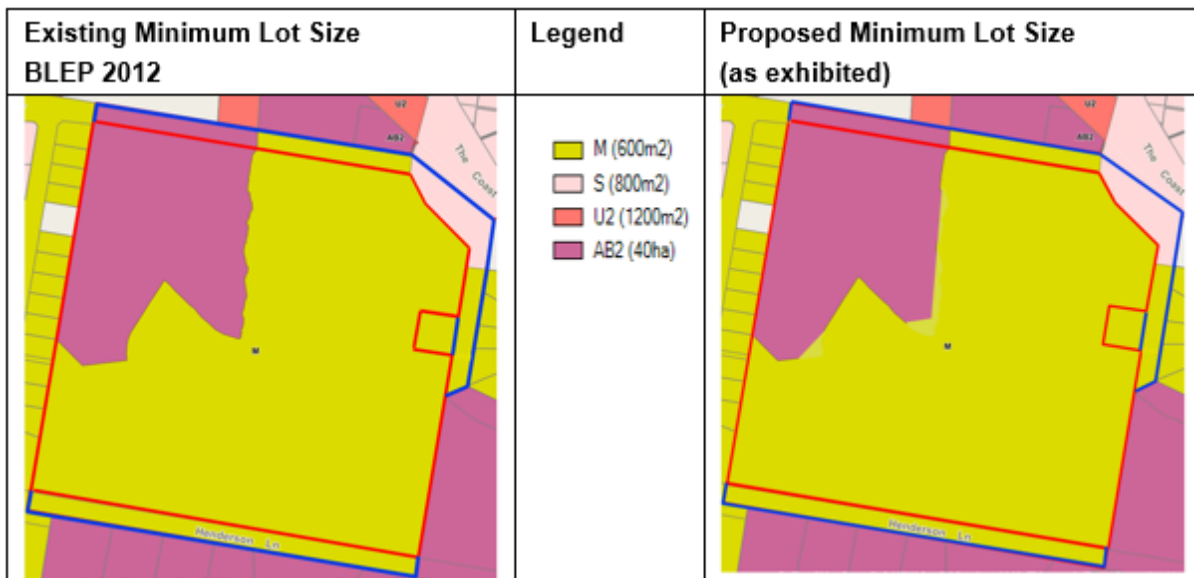 Existing Minimum Lot Size
BLEP 2012
Legend
Proposed Minimum Lot Size
(as exhibited)
U2
AB2
The Coast
M
Henderson Ln
M (600m2)
S (800m2)
U2 (1200m2)
AB2 (40ha)
U2
AB2
The Coast
M
Henderson Ln